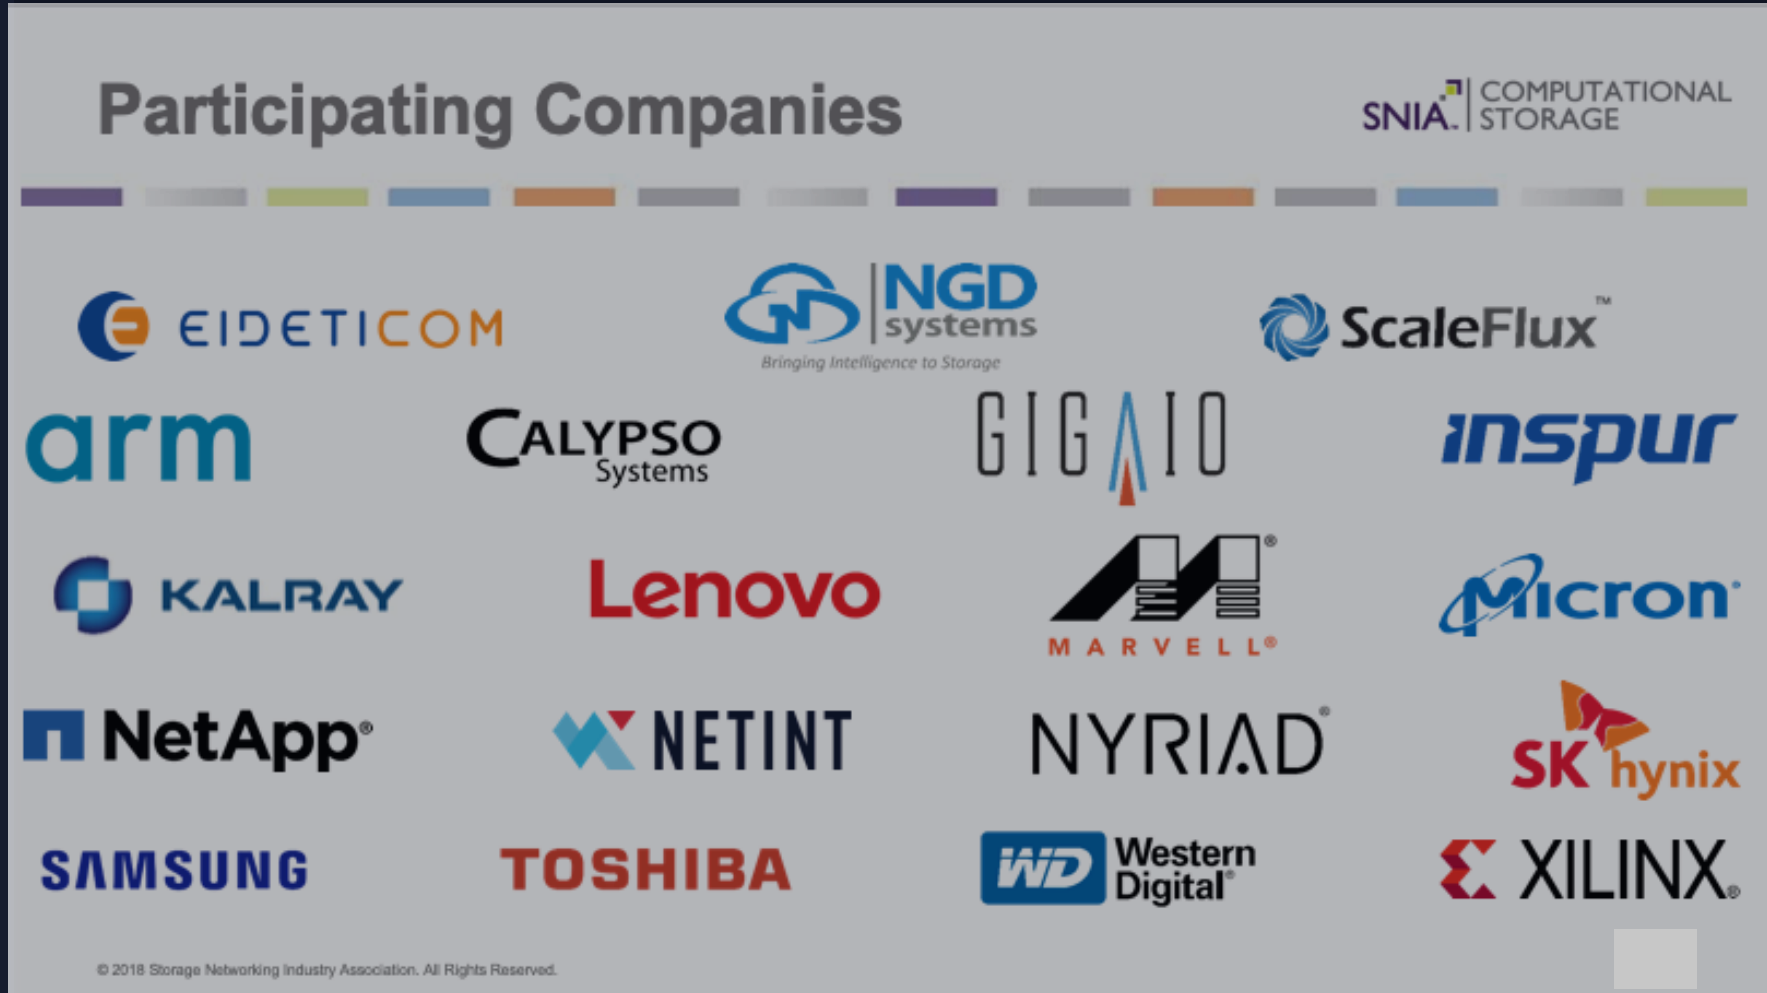 Participating Companies
SNIA™ COMPUTATIONAL
STORAGE
EIDETICOM
NGD
systems
Bringing Intelligence to Storage
ScaleFlux™
arm
CALYPSO
Systems
GIGAIO
inspur
KALRAY
Lenovo
MARVELL®
Micron®
NetApp®
NETINT
NYRIAD®
SK hynix
SAMSUNG
TOSHIBA
WD Western
Digital®
XILINX®
© 2018 Storage Networking Industry Association. All Rights Reserved.